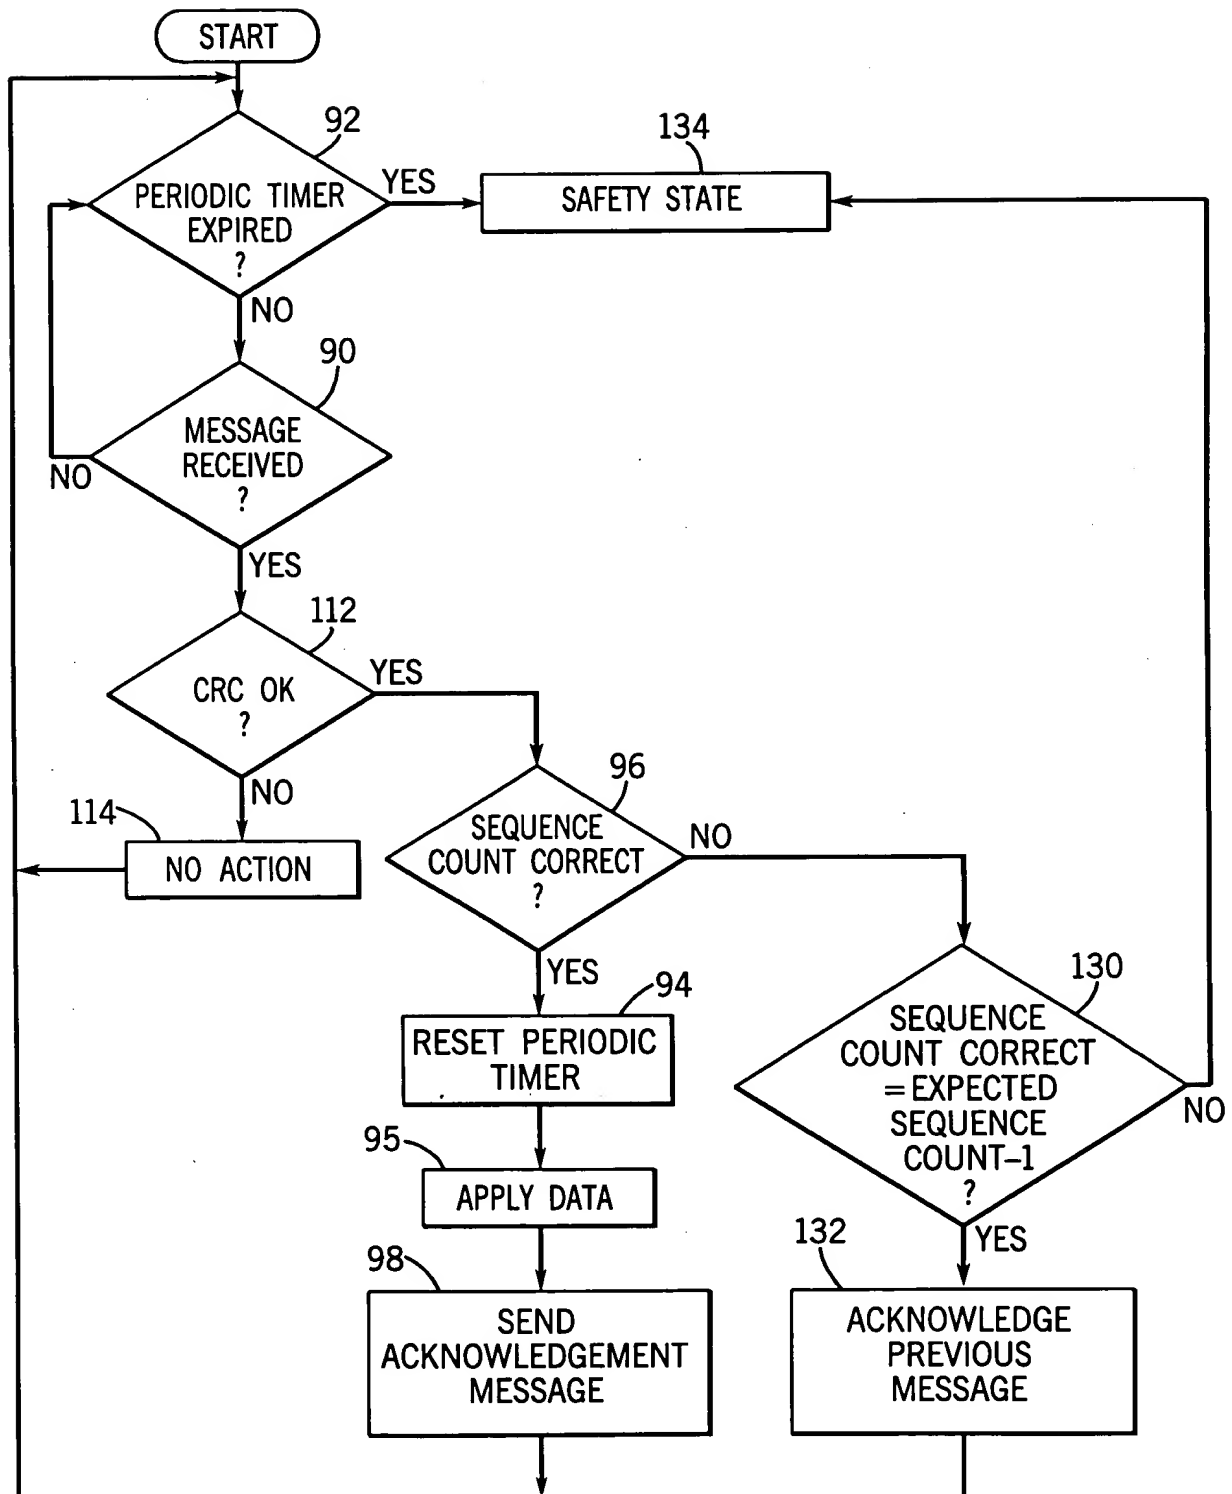 START
92
PERIODIC TIMER
EXPIRED
?
YES
134
SAFETY STATE
NO
90
MESSAGE
RECEIVED
?
NO
YES
112
CRC OK
?
YES
NO
114
NO ACTION
96
SEQUENCE
COUNT CORRECT
?
NO
YES
94
RESET PERIODIC
TIMER
95
APPLY DATA
98
SEND
ACKNOWLEDGEMENT
MESSAGE
130
SEQUENCE
COUNT CORRECT
=EXPECTED
SEQUENCE
COUNT-1
?
NO
YES
132
ACKNOWLEDGE
PREVIOUS
MESSAGE